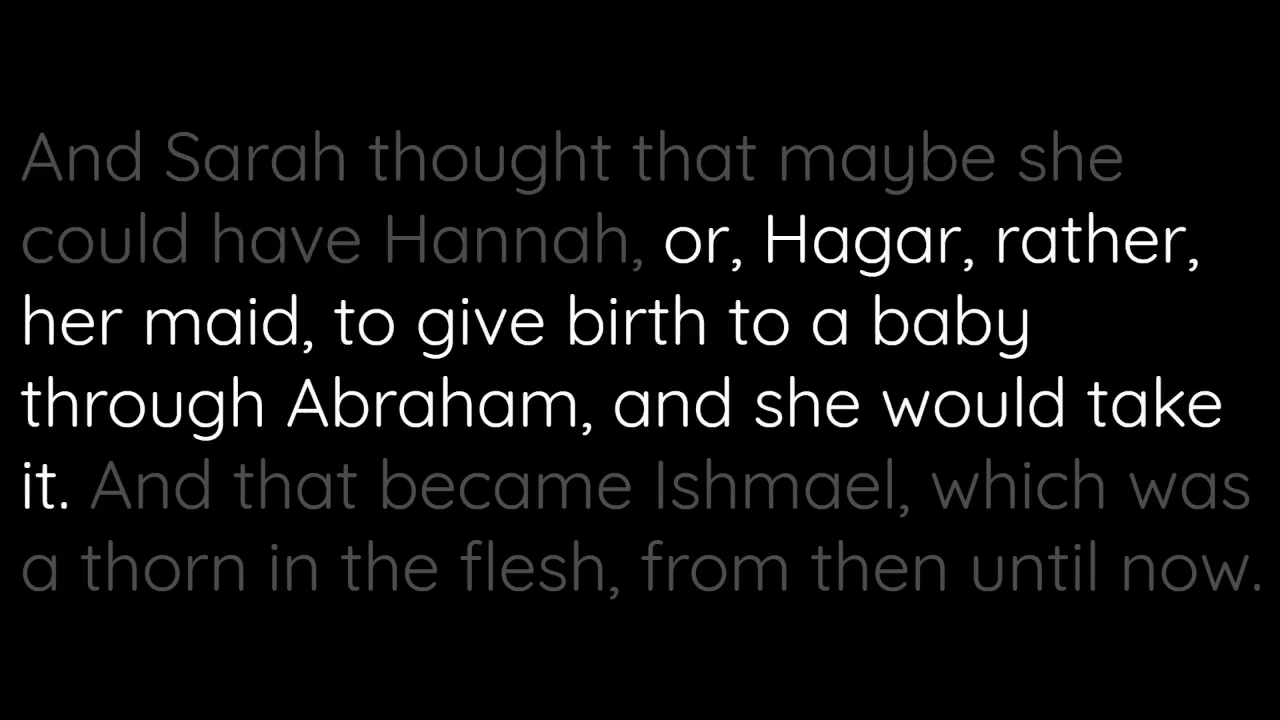 And Sarah thought that maybe she
could have Hannah, or, Hagar, rather,
her maid, to give birth to a baby
through Abraham, and she would take
it. And that became Ishmael, which was
a thorn in the flesh, from then until now.